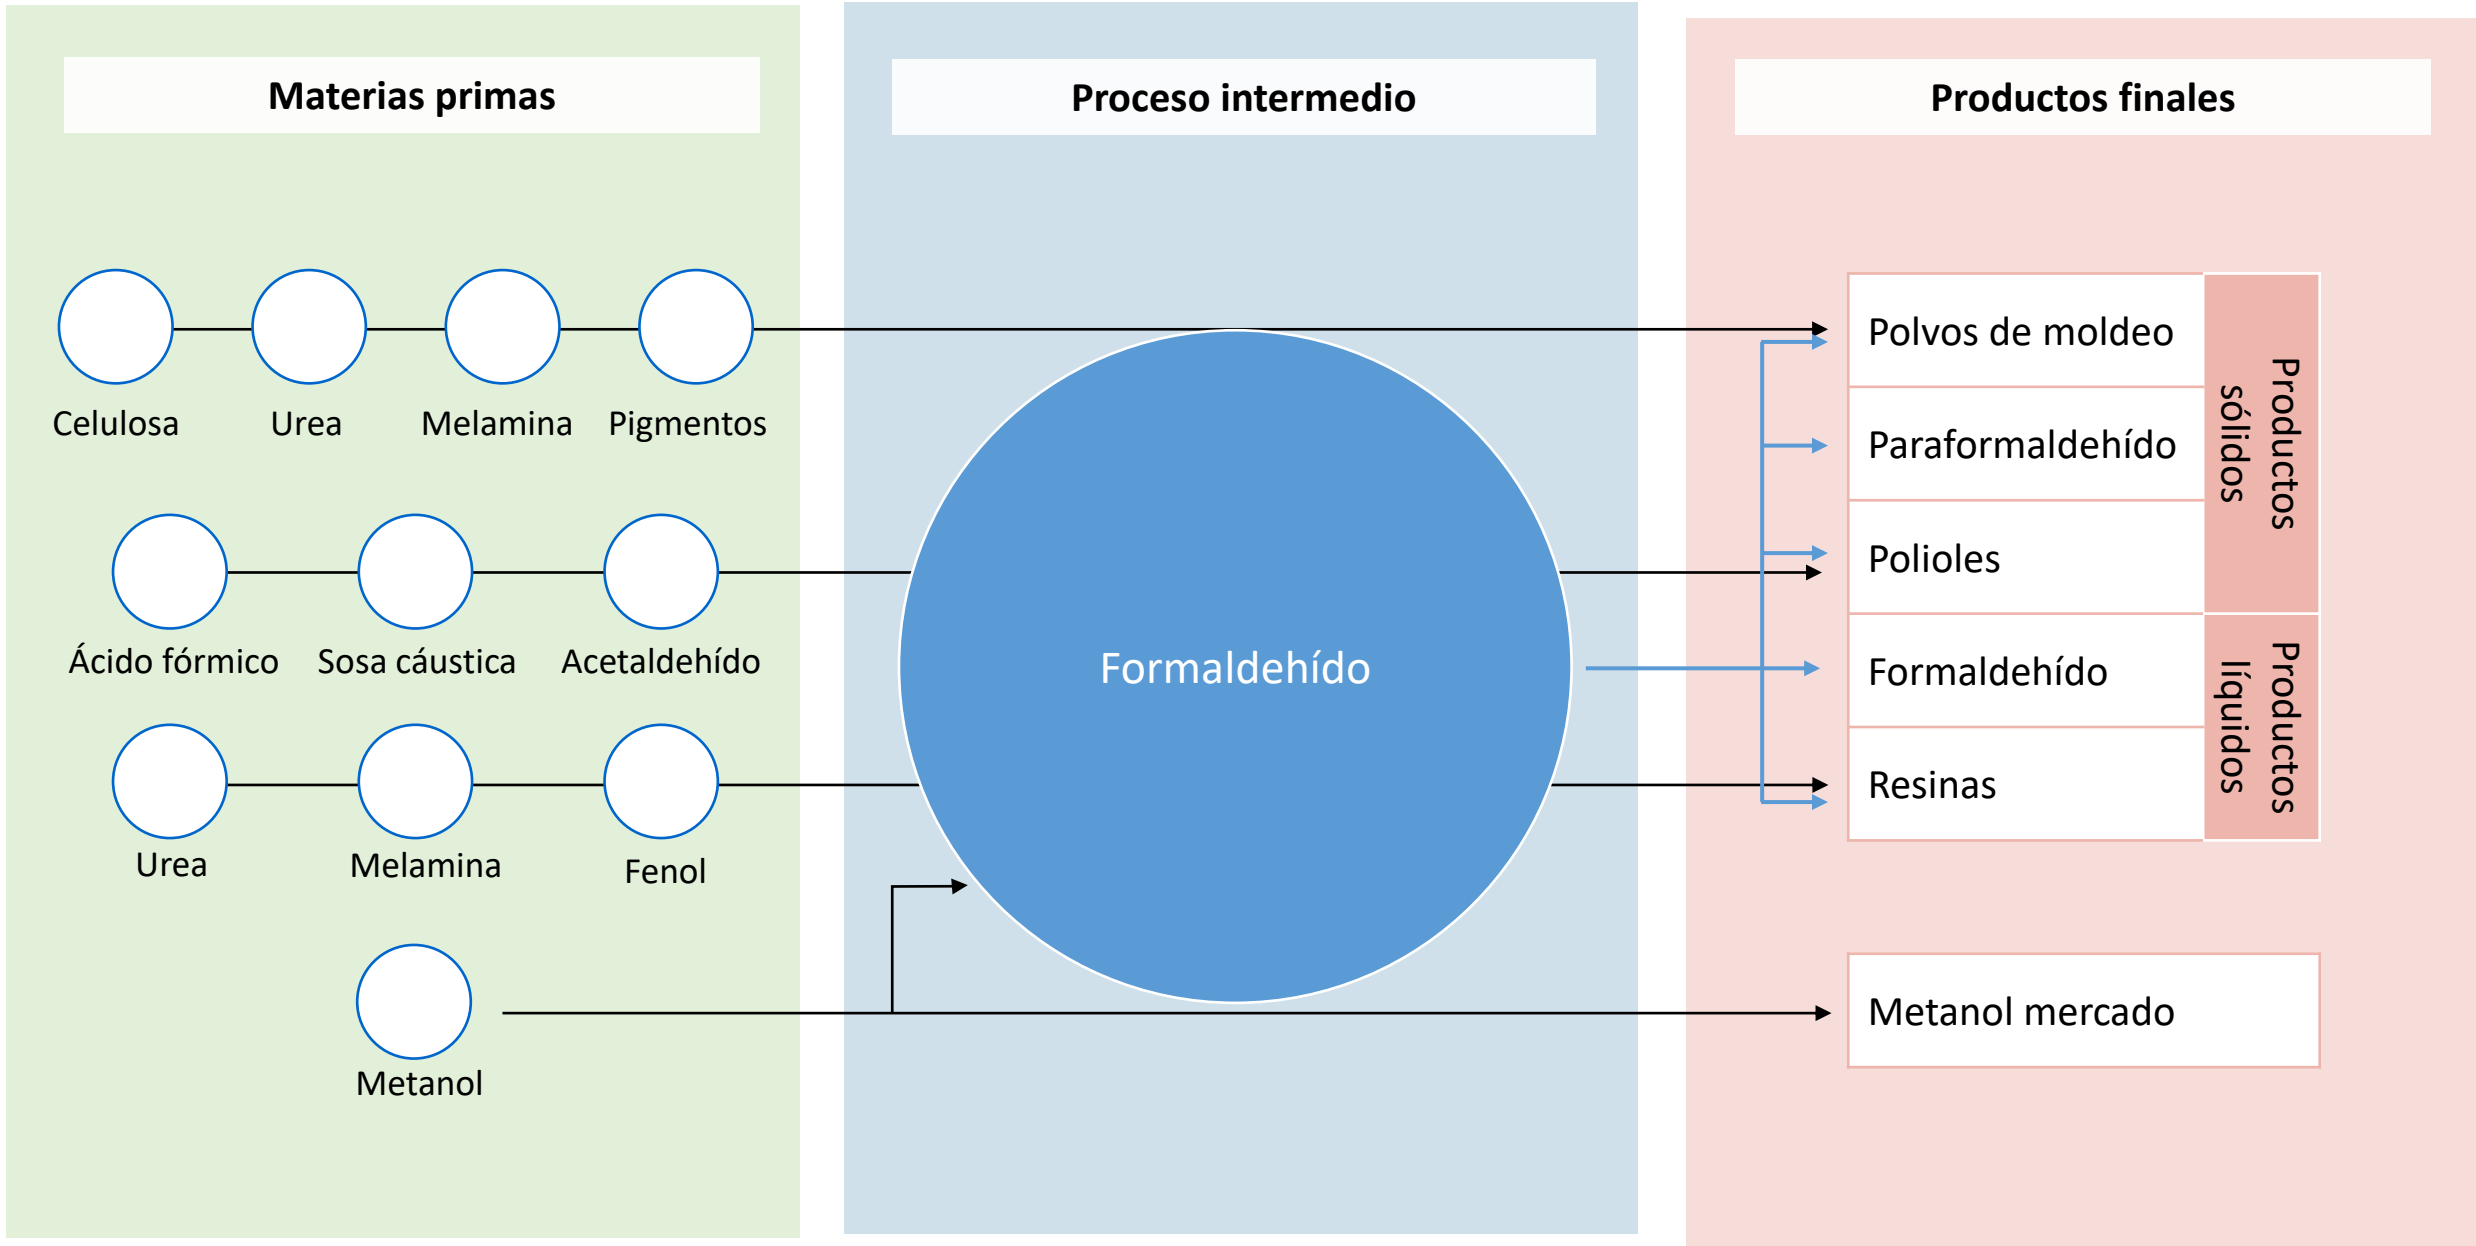 Materias primas
Proceso intermedio
Productos finales
Celulosa
Urea
Melamina
Pigmentos
Ácido fórmico
Sosa cáustica
Acetaldehído
Urea
Melamina
Fenol
Metanol
Formaldehído
Polvos de moldeo
Paraformaldehído
Polioles
Productos
sólidos
Formaldehído
Resinas
Productos
líquidos
Metanol mercado